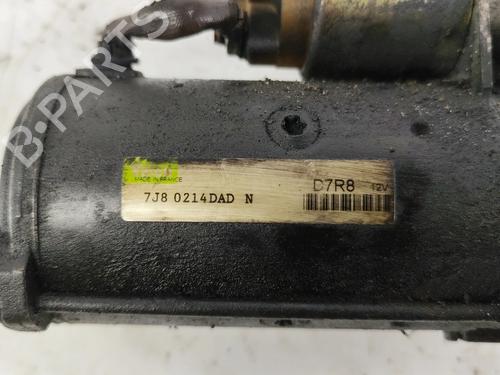 B-PARTS
MADE IN FRANCE
7J8 0214DAD N
D7R8 12V